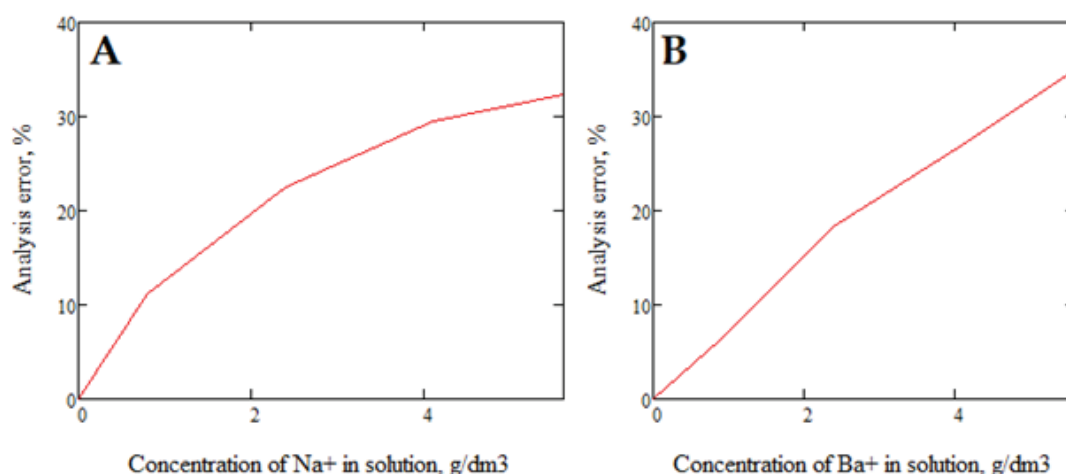 A
40
30
20
10
0
0 2 4
Analysis error, %
Concentration of Na+ in solution, g/dm3
B
40
30
20
10
0
0 2 4
Analysis error, %
Concentration of Ba+ in solution, g/dm3